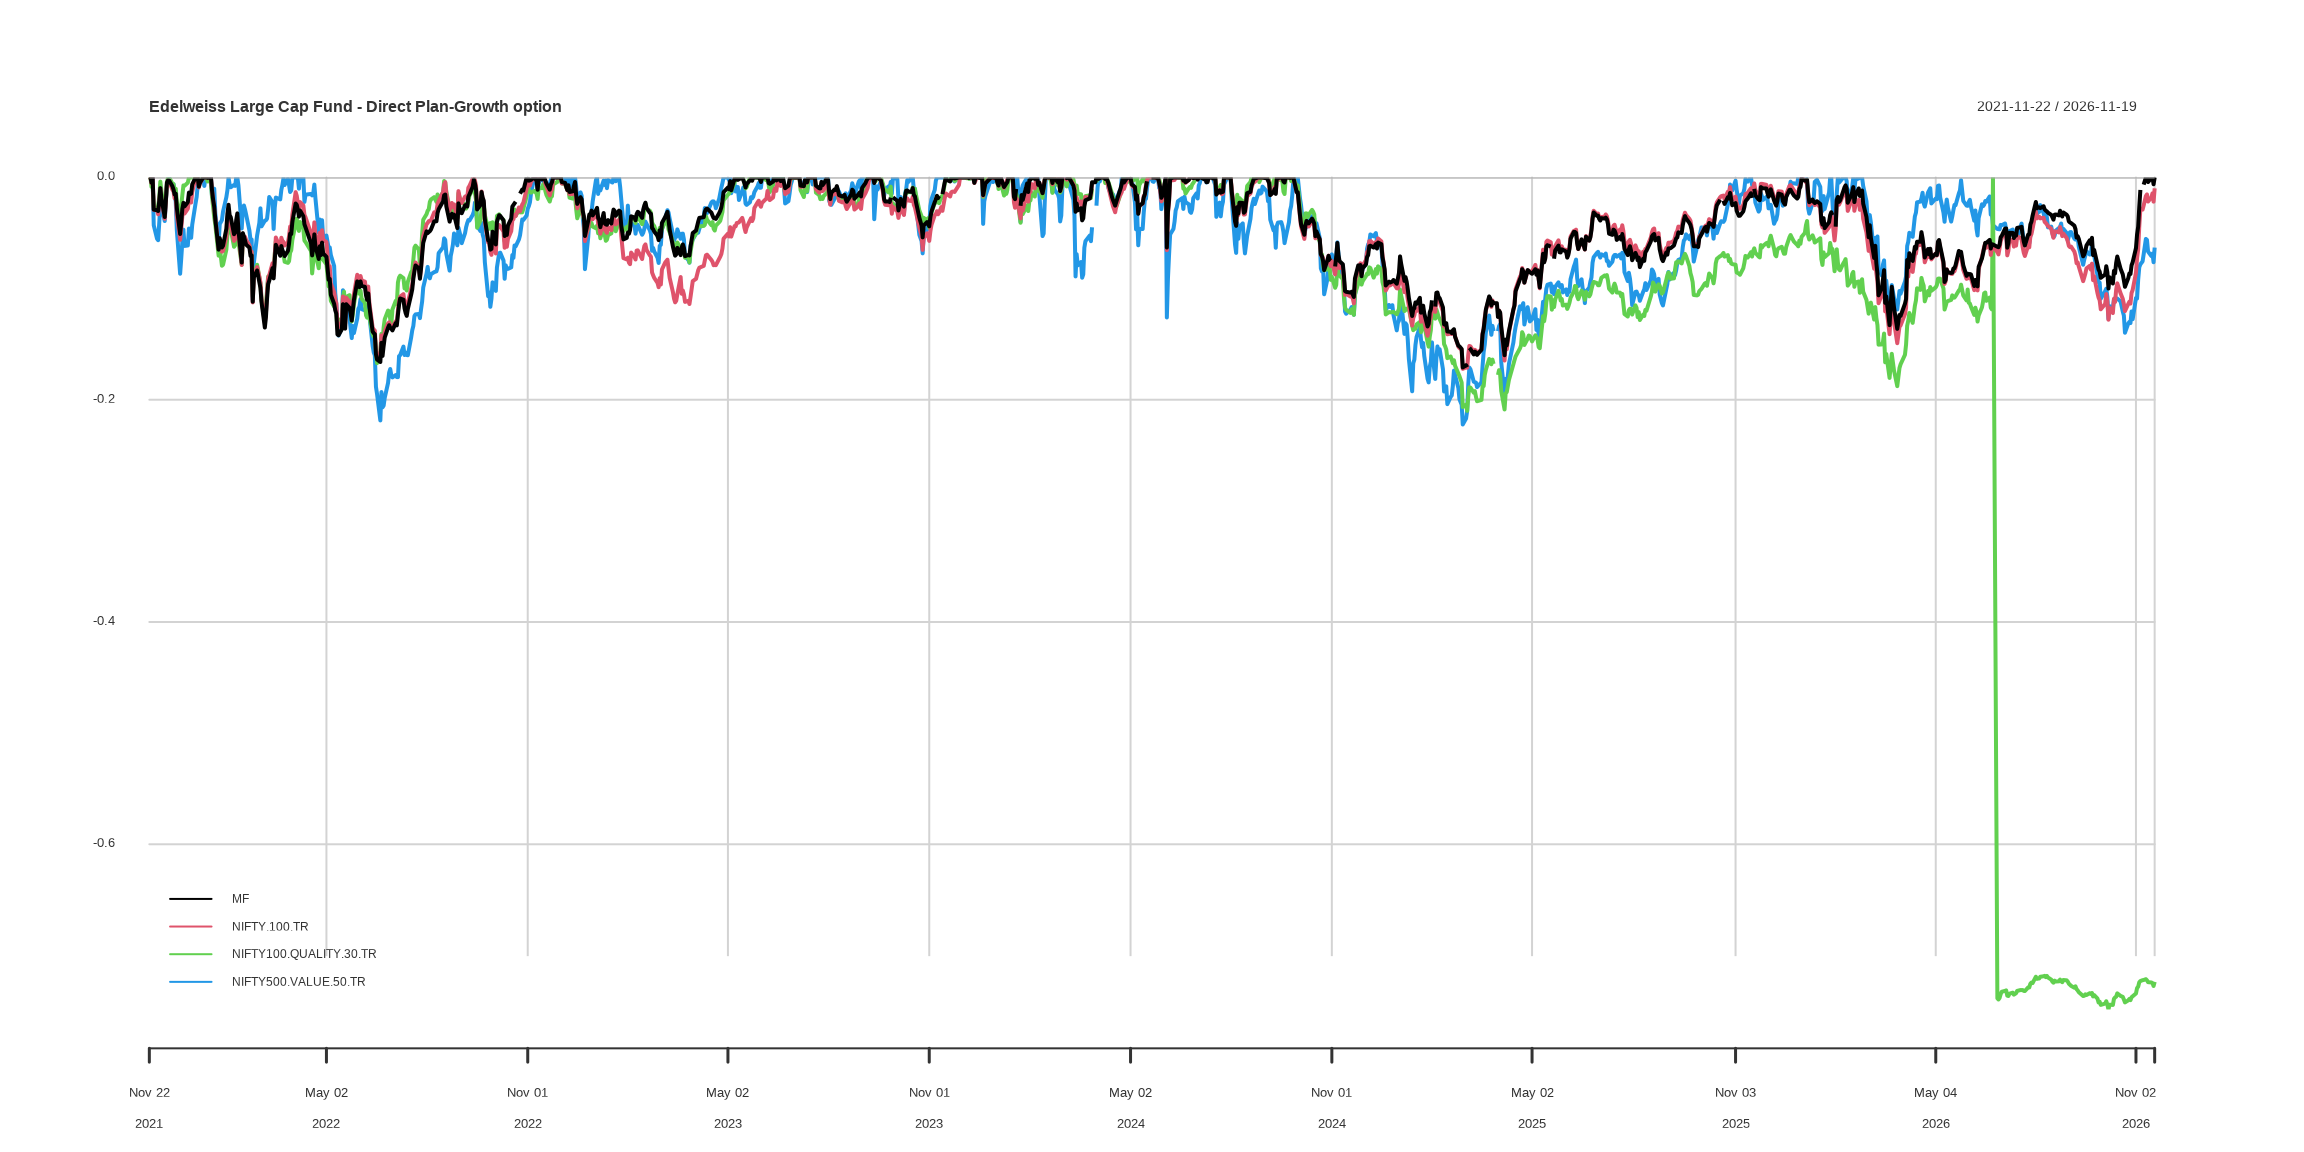 Edelweiss Large Cap Fund - Direct Plan-Growth option
2021-11-22 / 2026-11-19
0.0
-0.2
-0.4
-0.6
MF
NIFTY.100.TR
NIFTY100.QUALITY.30.TR
NIFTY500.VALUE.50.TR
Nov 22 May 02 Nov 01 May 02 Nov 01 May 02 Nov 01 May 02 Nov 03 May 04 Nov 02
2021 2022 2022 2023 2023 2024 2024 2025 2025 2026 2026